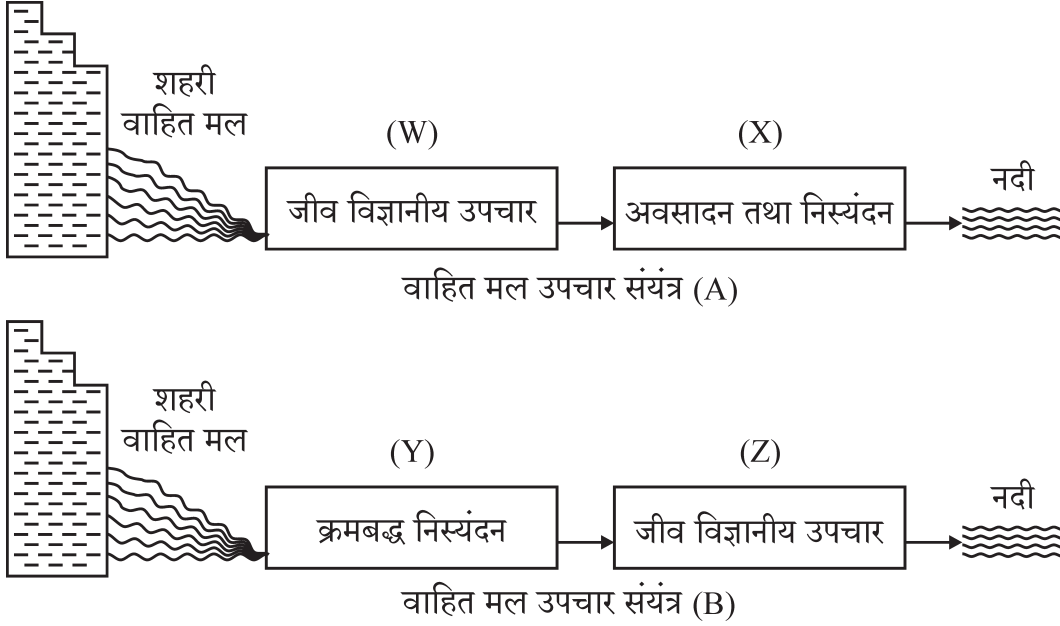 शहरी
वाहित मल
(W)
(X)
जीव विज्ञानीय उपचार
अवसादन तथा निस्यंदन
नदी
वाहित मल उपचार संयंत्र (A)
शहरी
वाहित मल
(Y)
(Z)
क्रमबद्ध निस्यंदन
जीव विज्ञानीय उपचार
नदी
वाहित मल उपचार संयंत्र (B)